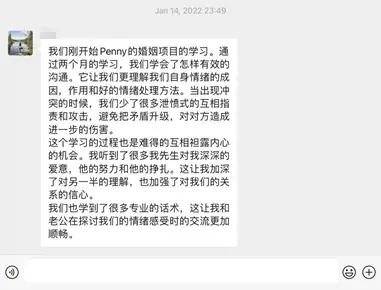 Jan 14, 2022 23:49
我们刚开始Penny的婚姻项目的学习。通
过两个月的学习，我们学会了怎样有效的
沟通。它让我们更理解我们自身情绪的成
因，作用和好的情绪处理方法。当出现冲
突的时候，我们少了很多泄愤式的互相指
责和攻击，避免把矛盾升级，对对方造成
进一步的伤害。
这个学习的过程也是难得的互相袒露内心
的机会。我听到了很多我先生对我深深的
爱意，他的努力和他的挣扎。这让我加深
了对另一半的理解，也加强了对我们的关
系的信心。
我们也学到了很多专业的话术，这让我和
老公在探讨我们的情绪感受时的交流更加
顺畅。